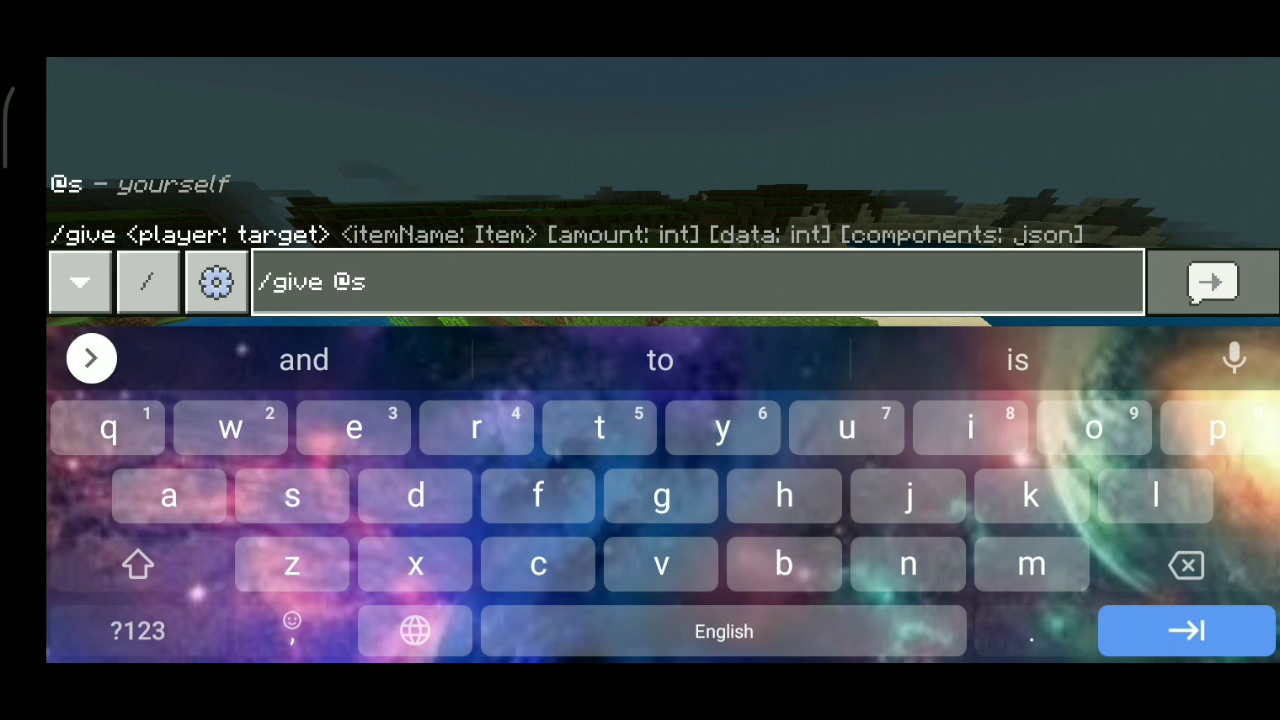 @s – yourself
/give <player: target> <itemName: Item> [amount: int] [data: int] [components: json]
/ /give @s
and to is
q 1 w 2 e 3 r 4 t 5 y 6 u 7 i 8 o 9 p 0
a s d f g h j k l
z x c v b n m
?123 , English .